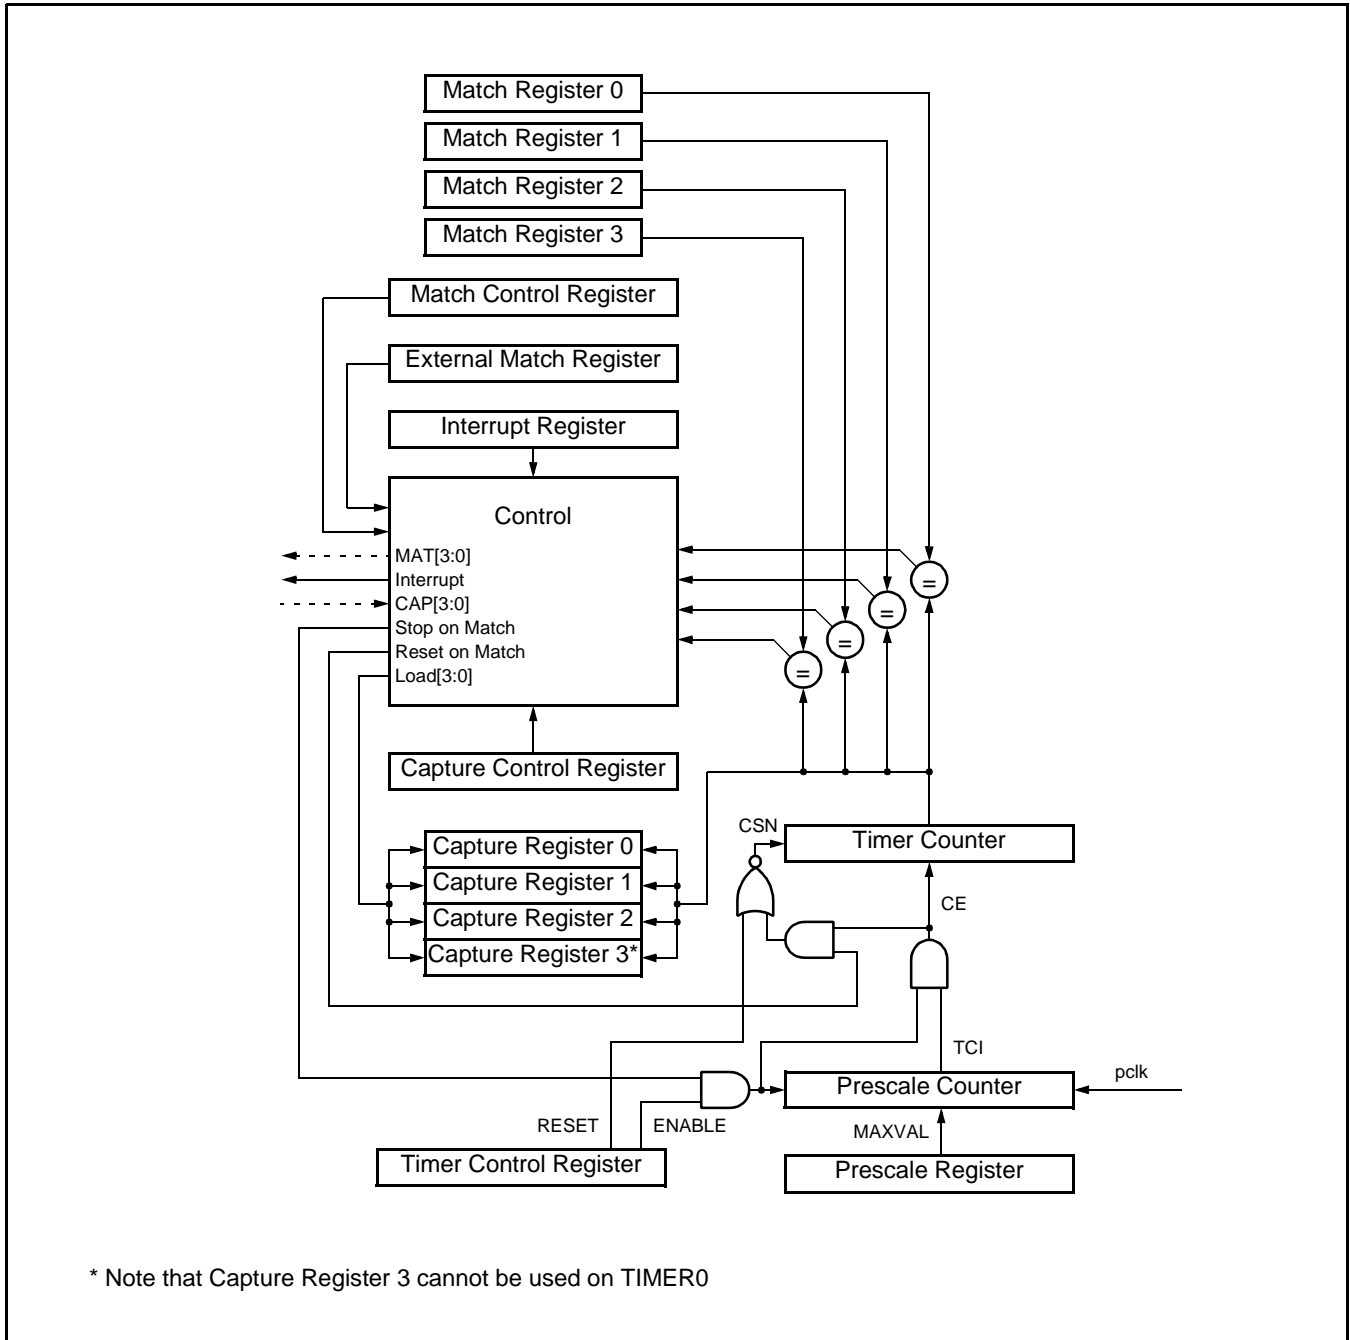 Match Register 0
Match Register 1
Match Register 2
Match Register 3
Match Control Register
External Match Register
Interrupt Register
Control
MAT[3:0]
Interrupt
CAP[3:0]
Stop on Match
Reset on Match
Load[3:0]
=
=
=
=
Capture Control Register
CSN
Timer Counter
Capture Register 0
Capture Register 1
Capture Register 2
Capture Register 3*
CE
TCI
pclk
Prescale Counter
RESET
ENABLE
MAXVAL
Timer Control Register
Prescale Register
* Note that Capture Register 3 cannot be used on TIMER0